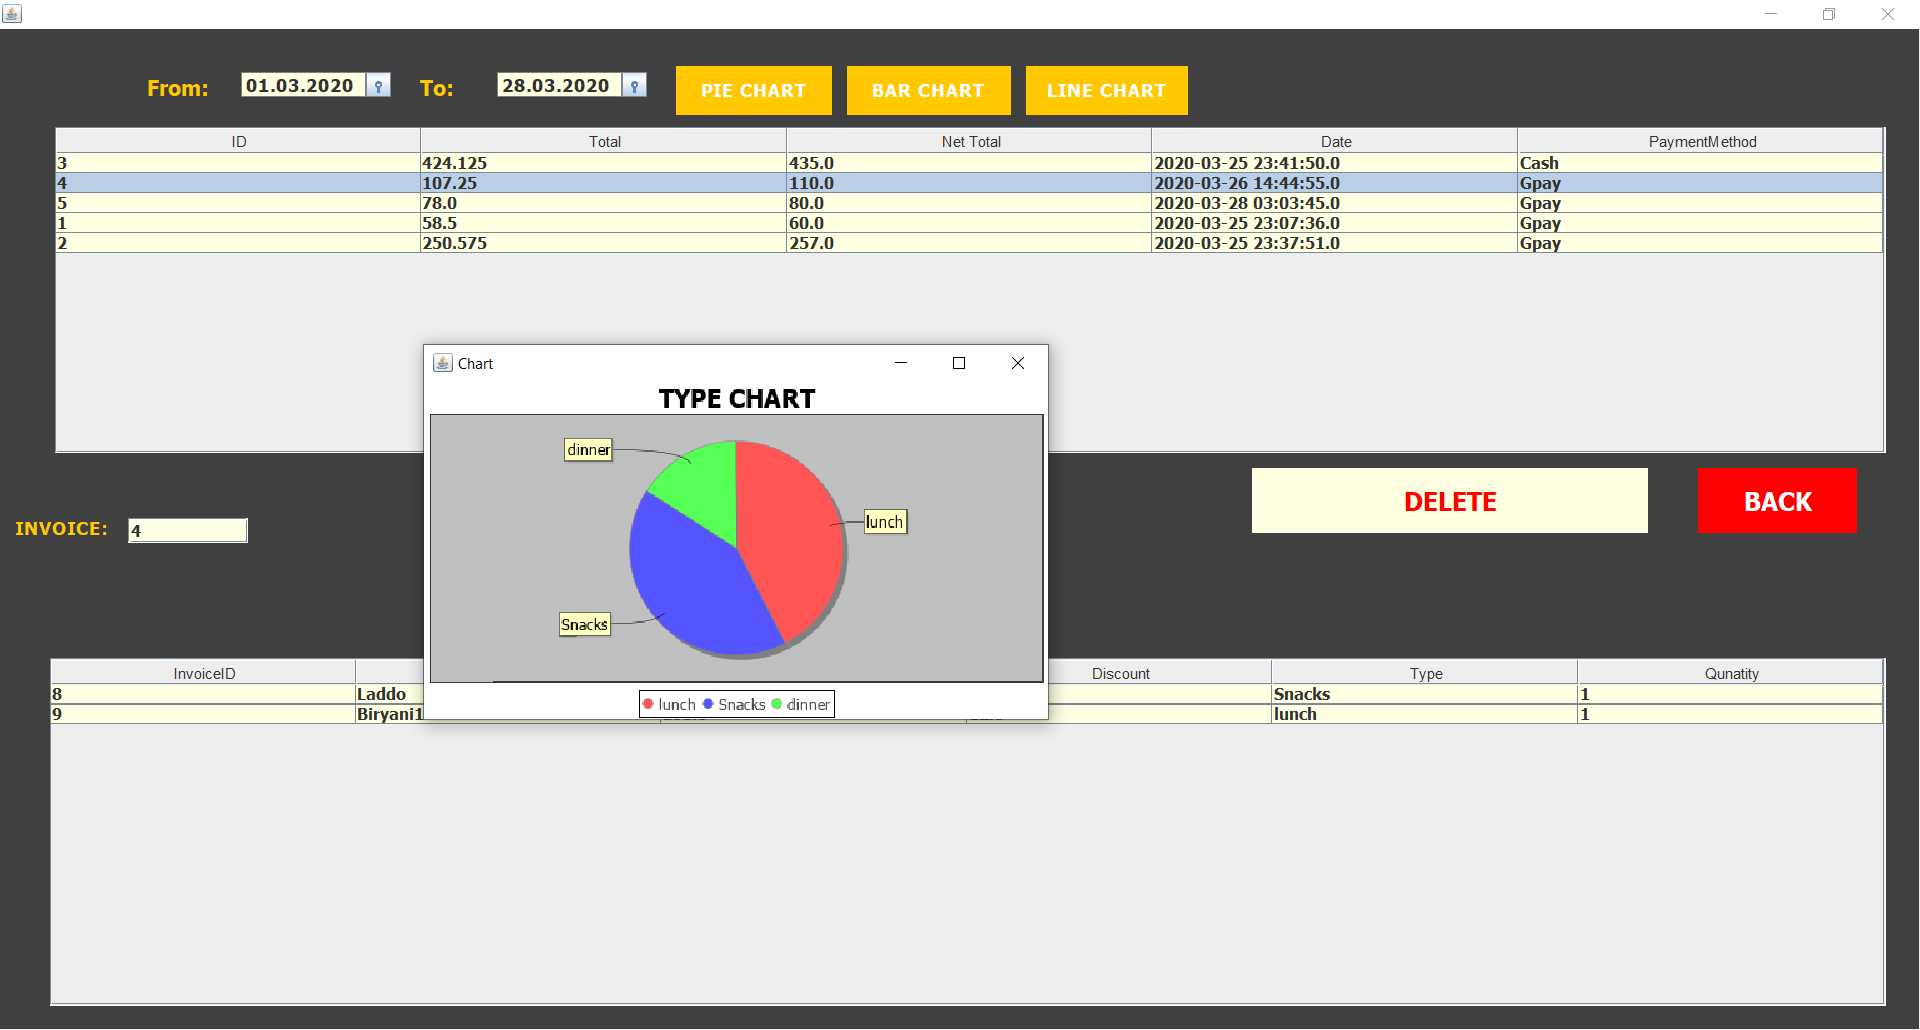 From: 01.03.2020 To: 28.03.2020 PIE CHART BAR CHART LINE CHART
ID Total Net Total Date PaymentMethod
3 424.125 435.0 2020-03-25 23:41:50.0 Cash
4 107.25 110.0 2020-03-26 14:44:55.0 Gpay
5 78.0 80.0 2020-03-28 03:03:45.0 Gpay
1 58.5 60.0 2020-03-25 23:07:36.0 Gpay
2 250.575 257.0 2020-03-25 23:37:51.0 Gpay
Chart
TYPE CHART
dinner
lunch
Snacks
lunch Snacks dinner
DELETE BACK
INVOICE: 4
InvoiceID Discount Type Qunatity
8 Laddo Snacks 1
9 Biryani1 lunch 1